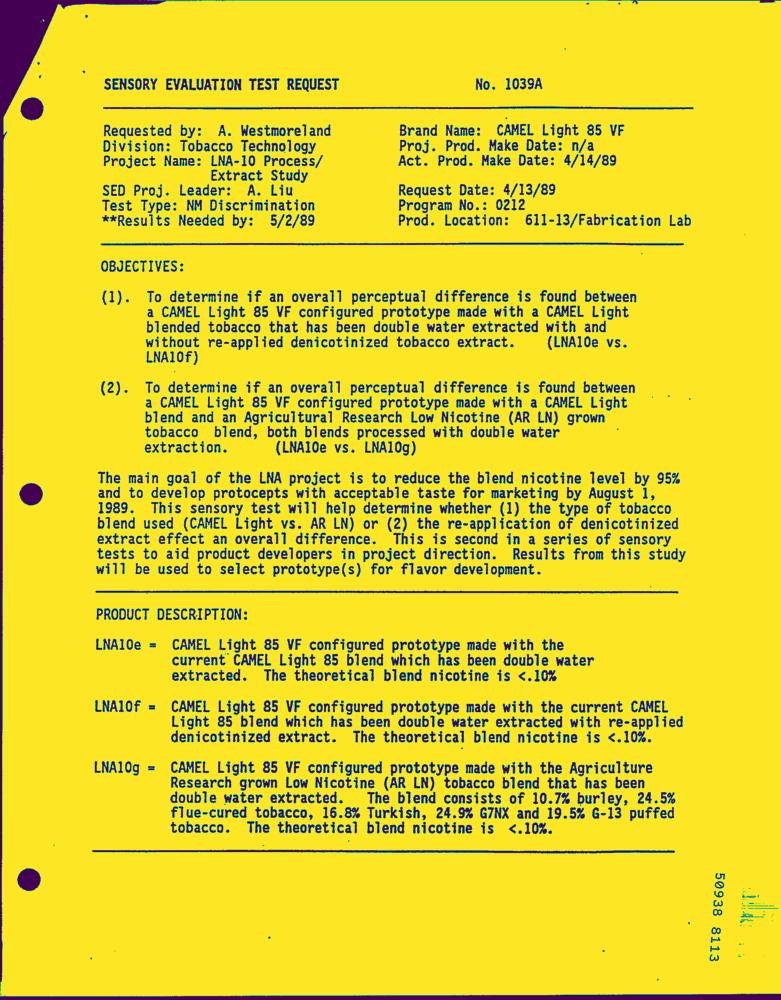 SENSORY EVALUATION TEST REQUEST No. 1039A
Requested by: A. Westmoreland Brand Name: CAMEL Light 85 VF
Division: Tobacco Technology Proj. Prod. Make Date: n/a
Project Name: LNA-10 Process/ Act. Prod. Make Date: 4/14/89
Extract Study
SED Proj. Leader: A. Liu Request Date: 4/13/89
Test Type: NM Discrimination Program No.: 0212
**Results Needed by: 5/2/89 Prod. Location: 611-13/Fabrication Lab
OBJECTIVES:
(1). To determine if an overall perceptual difference is found between
a CAMEL Light 85 VF configured prototype made with a CAMEL Light
blended tobacco that has been double water extracted with and
without re-applied denicotinized tobacco extract. (LNA10e vs.
LNA10f)
(2). To determine if an overall perceptual difference is found between
a CAMEL Light 85 VF configured prototype made with a CAMEL Light
blend and an Agricultural Research Low Nicotine (AR LN) grown
tobacco blend, both blends processed with double water
extraction. (LNA10e vs. LNA10g)
The main goal of the LNA project is to reduce the blend nicotine level by 95%
and to develop protocepts with acceptable taste for marketing by August 1,
1989. This sensory test will help determine whether (1) the type of tobacco
blend used (CAMEL Light vs. AR LN) or (2) the re-application of denicotinized
extract effect an overall difference. This is second in a series of sensory
tests to aid product developers in project direction. Results from this study
will be used to select prototype(s) for flavor development.
PRODUCT DESCRIPTION:
LNA10e = CAMEL Light 85 VF configured prototype made with the
current CAMEL Light 85 blend which has been double water
extracted. The theoretical blend nicotine is <.10%
LNA10f = CAMEL Light 85 VF configured prototype made with the current CAMEL
Light 85 blend which has been double water extracted with re-applied
denicotinized extract. The theoretical blend nicotine is <.10%.
LNA10g = CAMEL Light 85 VF configured prototype made with the Agriculture
Research grown Low Nicotine (AR LN) tobacco blend that has been
double water extracted. The blend consists of 10.7% burley, 24.5%
flue-cured tobacco, 16.8% Turkish, 24.9% G7NX and 19.5% G-13 puffed
tobacco. The theoretical blend nicotine is <.10%.
50938 8113